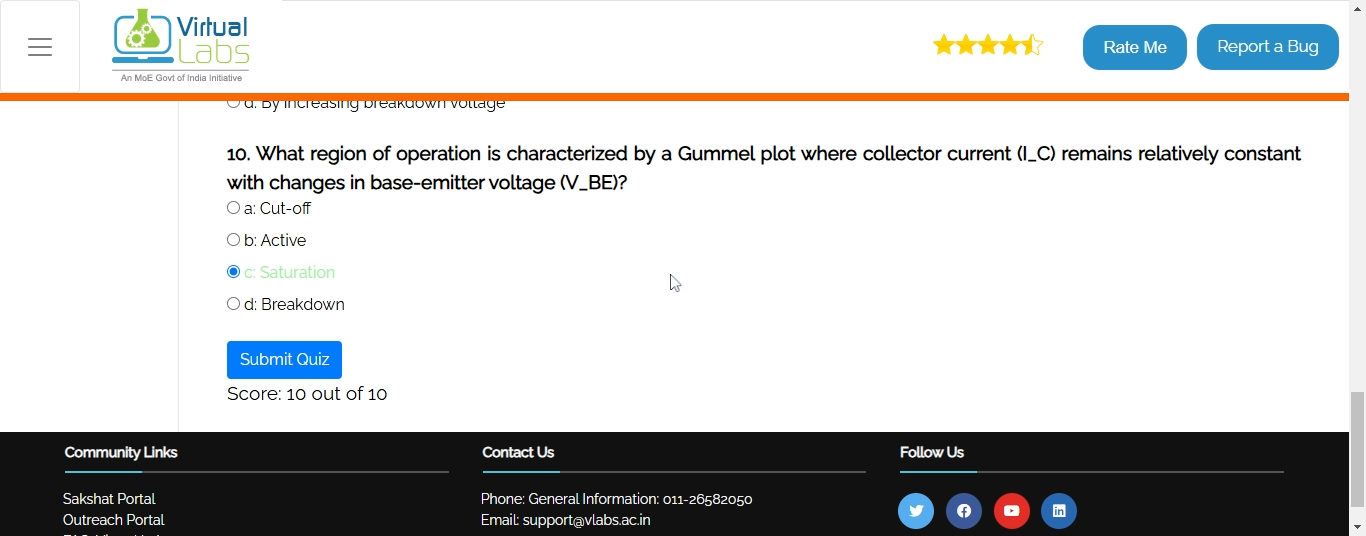 Virtual
Labs
An MoE Govt of India Initiative
Rate Me
Report a Bug
d. By increasing breakdown voltage
10. What region of operation is characterized by a Gummel plot where collector current (I_C) remains relatively constant
with changes in base-emitter voltage (V_BE)?
a: Cut-off
b: Active
c: Saturation
d: Breakdown
Submit Quiz
Score: 10 out of 10
Community Links
Contact Us
Follow Us
Sakshat Portal
Phone: General Information: 011-26582050
Outreach Portal
Email: support@vlabs.ac.in